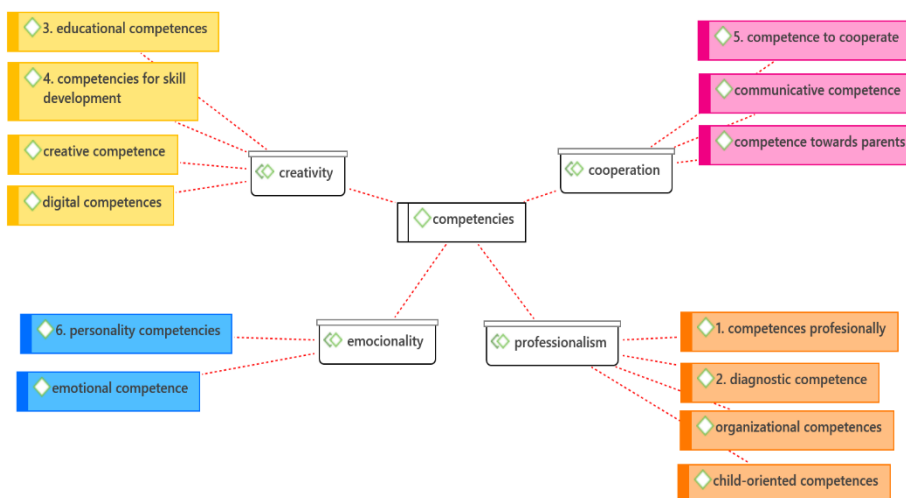 3. educational competences
4. competencies for skill
development
creative competence
digital competences
creativity
5. competence to cooperate
communicative competence
competence towards parents
cooperation
competencies
6. personality competencies
emotional competence
emocionality
professionalism
1. competences profesionally
2. diagnostic competence
organizational competences
child-oriented competences